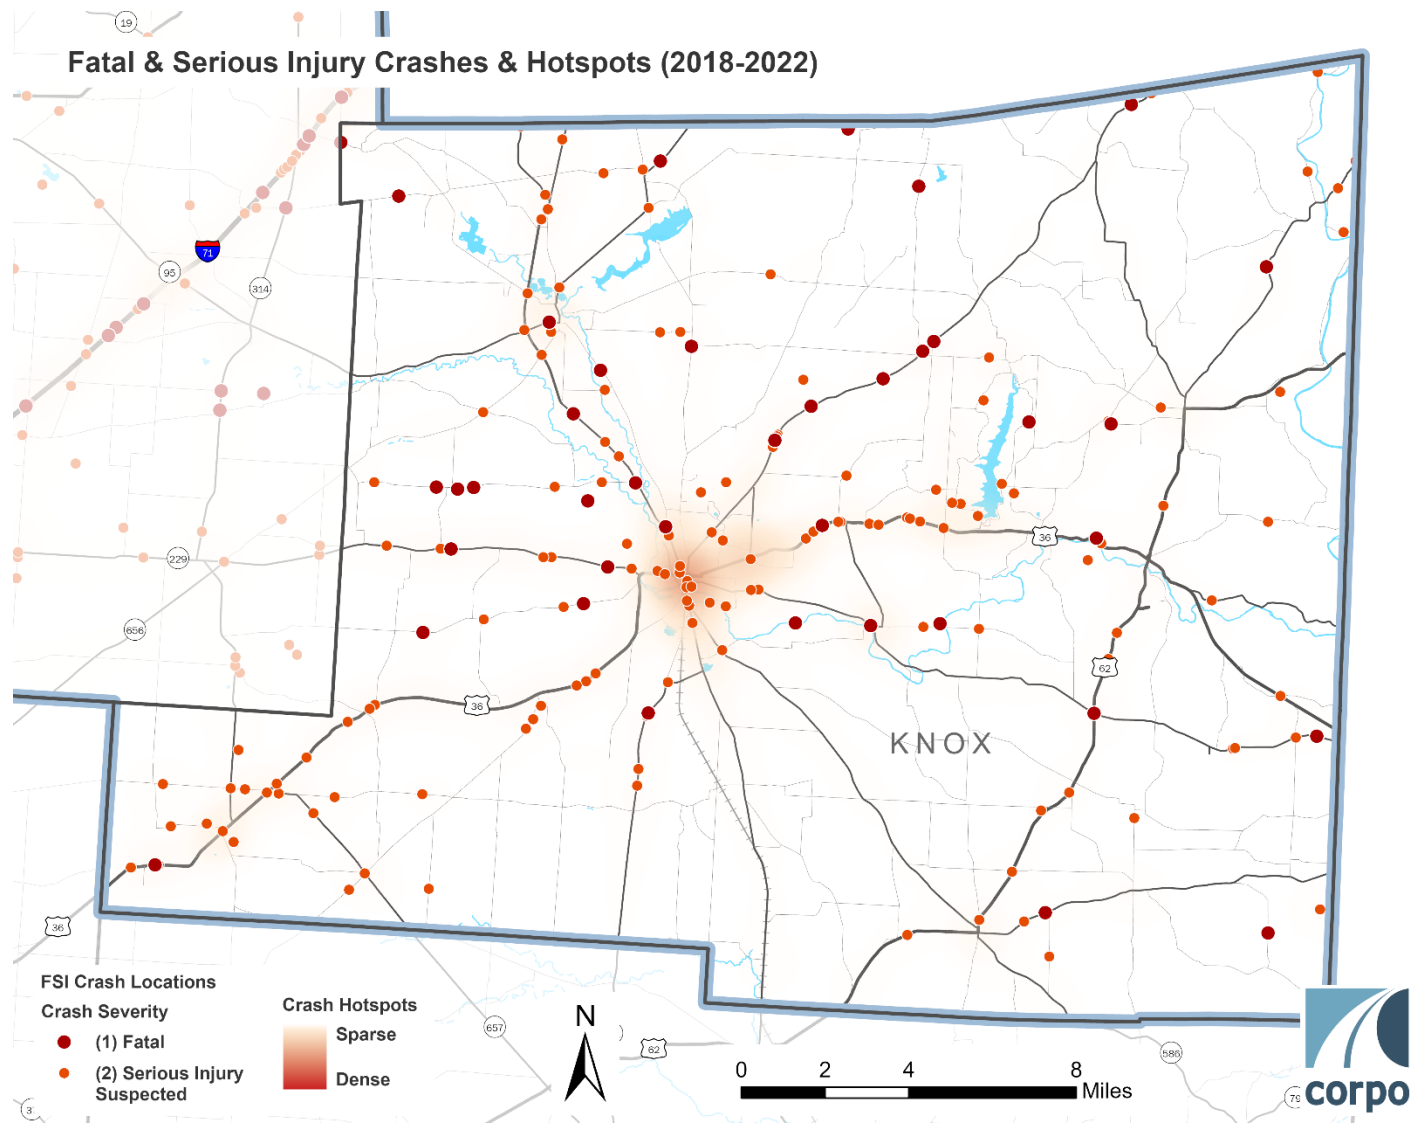 19
Fatal & Serious Injury Crashes & Hotspots (2018-2022)
71
95
314
36
229
656
62
36
KNOX
36
FSI Crash Locations
Crash Severity
(1) Fatal
(2) Serious Injury
Suspected
Crash Hotspots
Sparse
Dense
N
657
62
0 2 4 8
Miles
586
79
3
corpo